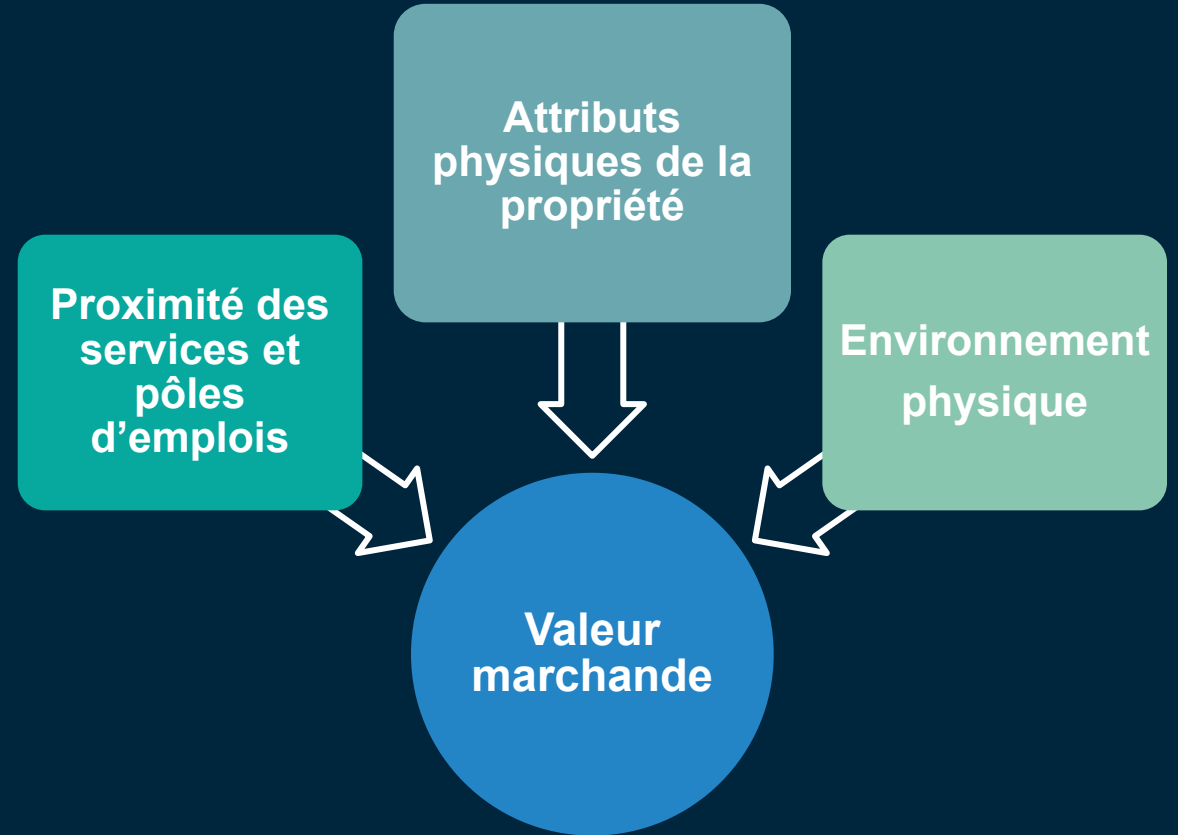 Attributs
physiques de la
propriété
Proximité des
services et
pôles
d’emplois
Environnement
physique
Valeur
marchande